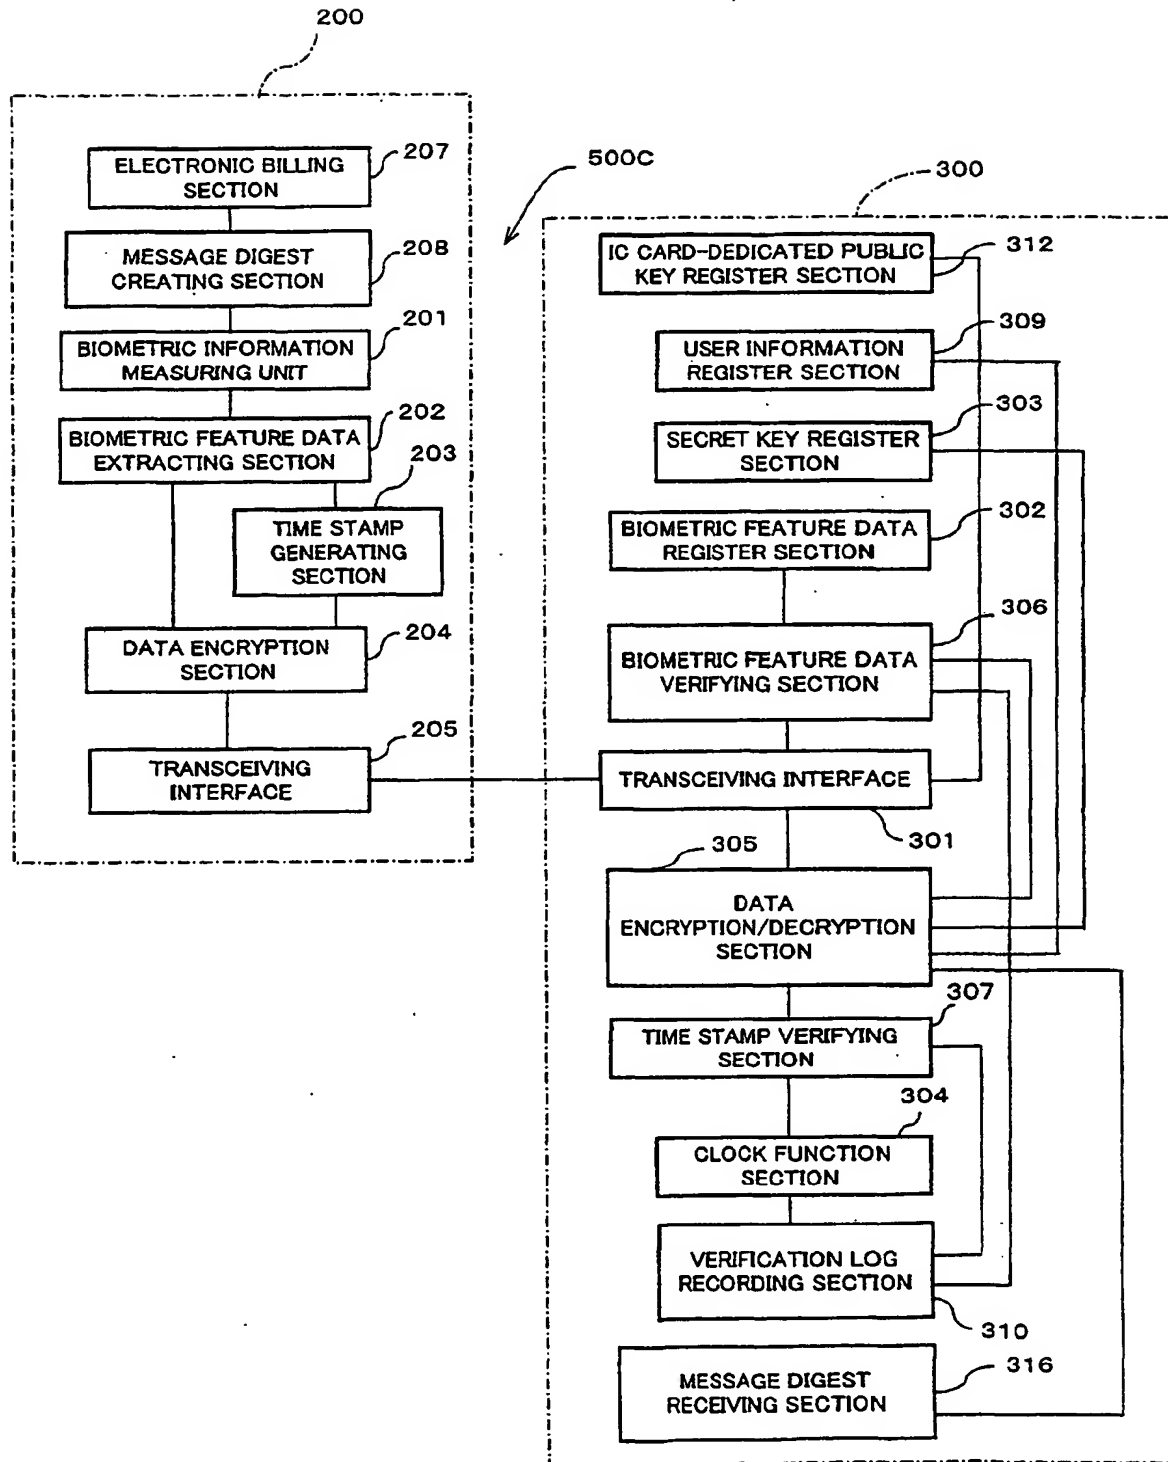 200
ELECTRONIC BILLING
SECTION
207
MESSAGE DIGEST
CREATING SECTION
208
BIOMETRIC INFORMATION
MEASURING UNIT
201
BIOMETRIC FEATURE DATA
EXTRACTING SECTION
202
203
TIME STAMP
GENERATING
SECTION
DATA ENCRYPTION
SECTION
204
TRANSCEIVING
INTERFACE
205
500C
300
IC CARD-DEDICATED PUBLIC
KEY REGISTER SECTION
312
USER INFORMATION
REGISTER SECTION
309
SECRET KEY REGISTER
SECTION
303
BIOMETRIC FEATURE DATA
REGISTER SECTION
302
BIOMETRIC FEATURE DATA
VERIFYING SECTION
306
TRANSCEIVING INTERFACE
301
305
DATA
ENCRYPTION/DECRYPTION
SECTION
307
TIME STAMP VERIFYING
SECTION
304
CLOCK FUNCTION
SECTION
VERIFICATION LOG
RECORDING SECTION
310
MESSAGE DIGEST
RECEIVING SECTION
316